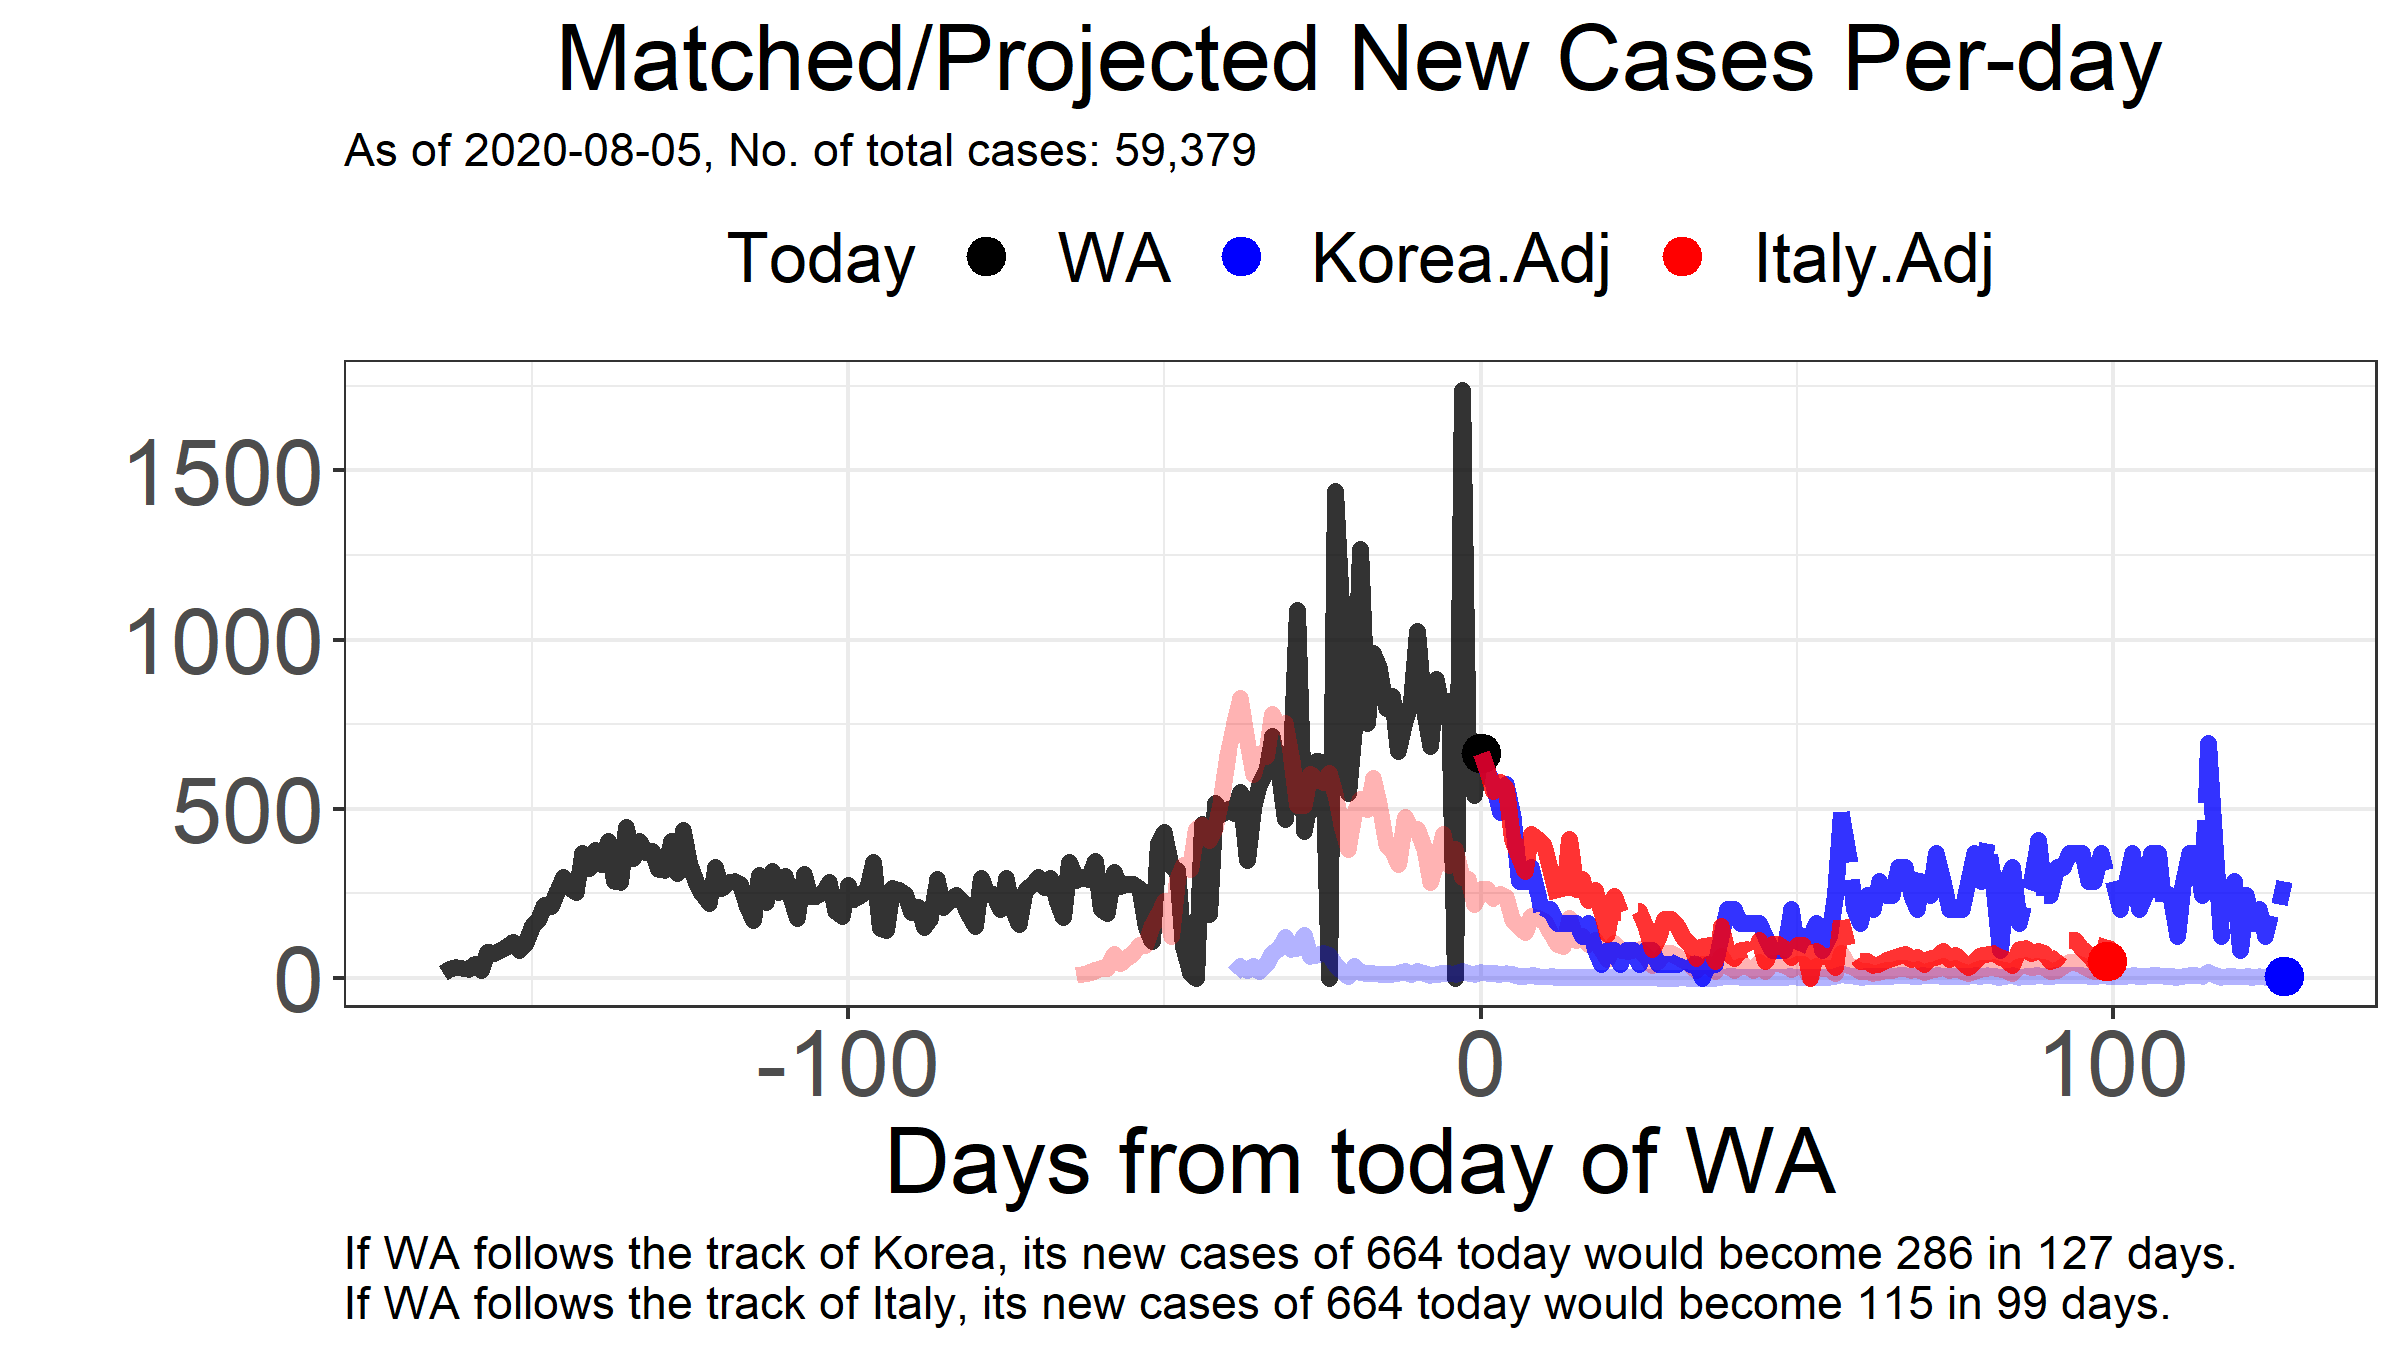 Matched/Projected New Cases Per-day
As of 2020-08-05, No. of total cases: 59,379
Today WA Korea.Adj Italy.Adj
1500
1000
500
0
-100 0 100
Days from today of WA
If WA follows the track of Korea, its new cases of 664 today would become 286 in 127 days.
If WA follows the track of Italy, its new cases of 664 today would become 115 in 99 days.